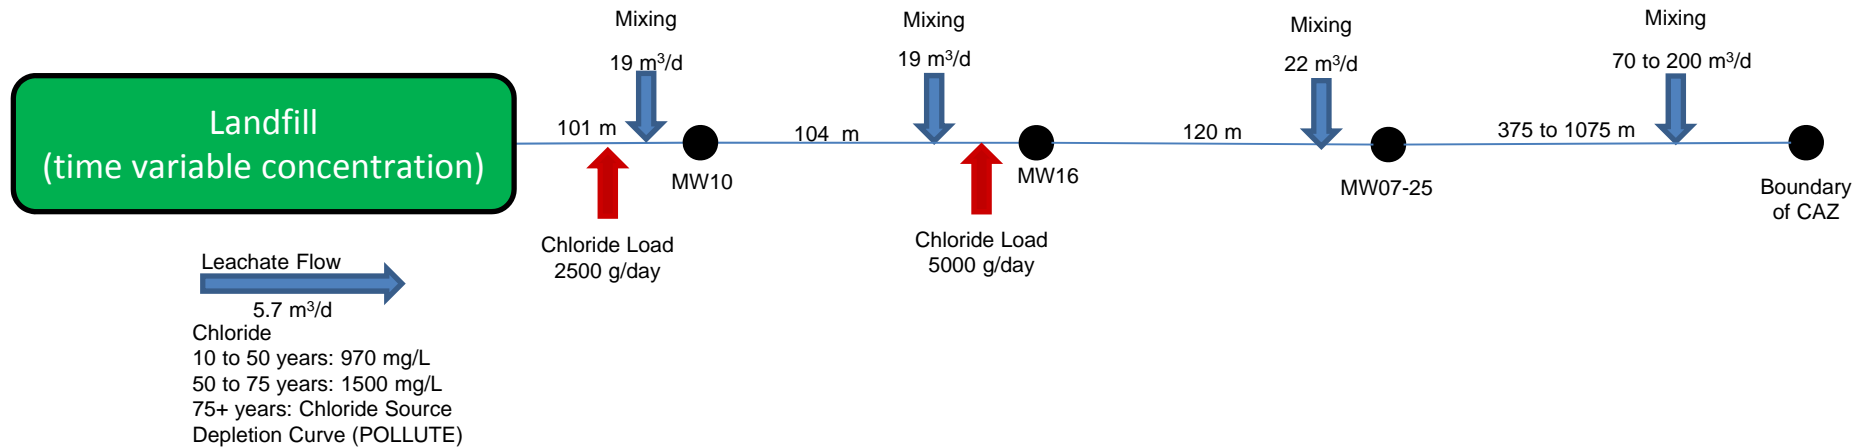 Mixing
19 m³/d
Mixing
19 m³/d
Mixing
22 m³/d
Mixing
70 to 200 m³/d
Landfill
(time variable concentration)
101 m
104 m
120 m
375 to 1075 m
MW10
MW16
MW07-25
Boundary
of CAZ
Chloride Load
2500 g/day
Chloride Load
5000 g/day
Leachate Flow
5.7 m³/d
Chloride
10 to 50 years: 970 mg/L
50 to 75 years: 1500 mg/L
75+ years: Chloride Source
Depletion Curve (POLLUTE)